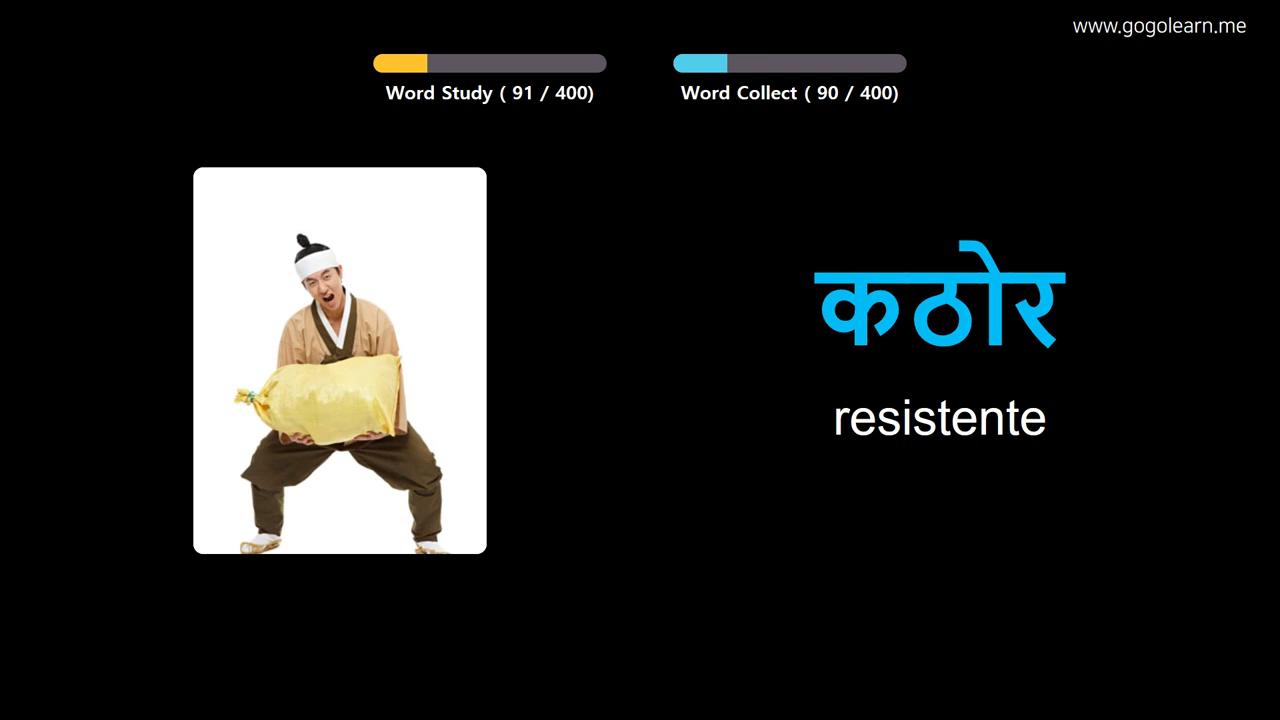 www.gogolearn.me
Word Study ( 91 / 400)
Word Collect ( 90 / 400)
कठोर
resistente